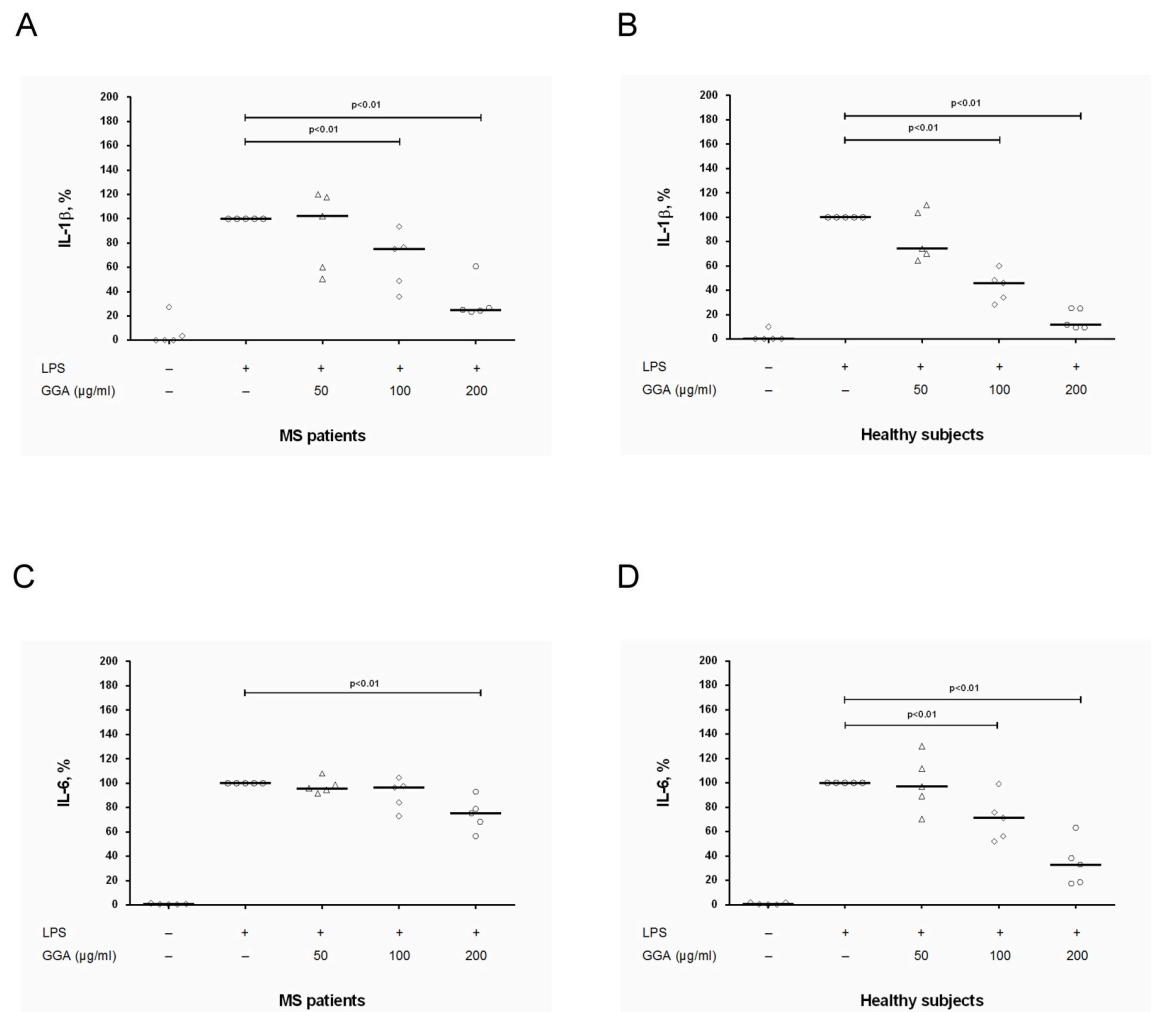 A
B
200
180
160
140
120
100
80
60
40
20
0
IL-1β, %
p<0.01
p<0.01
LPS – + + + +
GGA (µg/ml) – – 50 100 200
MS patients
200
180
160
140
120
100
80
60
40
20
0
IL-1β, %
p<0.01
p<0.01
LPS – + + + +
GGA (µg/ml) – – 50 100 200
Healthy subjects
C
D
200
180
160
140
120
100
80
60
40
20
0
IL-6, %
p<0.01
LPS – + + + +
GGA (µg/ml) – – 50 100 200
MS patients
200
180
160
140
120
100
80
60
40
20
0
IL-6, %
p<0.01
p<0.01
LPS – + + + +
GGA (µg/ml) – – 50 100 200
Healthy subjects